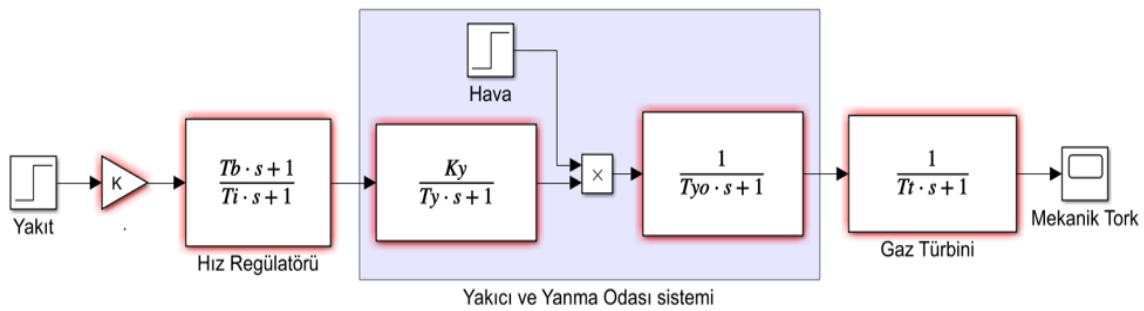 Hava
Yakıt
K
Tb · s + 1
Ti · s + 1
Hız Regülatörü
Ky
Ty · s + 1
×
1
Tyo · s + 1
Yakıcı ve Yanma Odası sistemi
1
Tt · s + 1
Gaz Türbini
Mekanik Tork